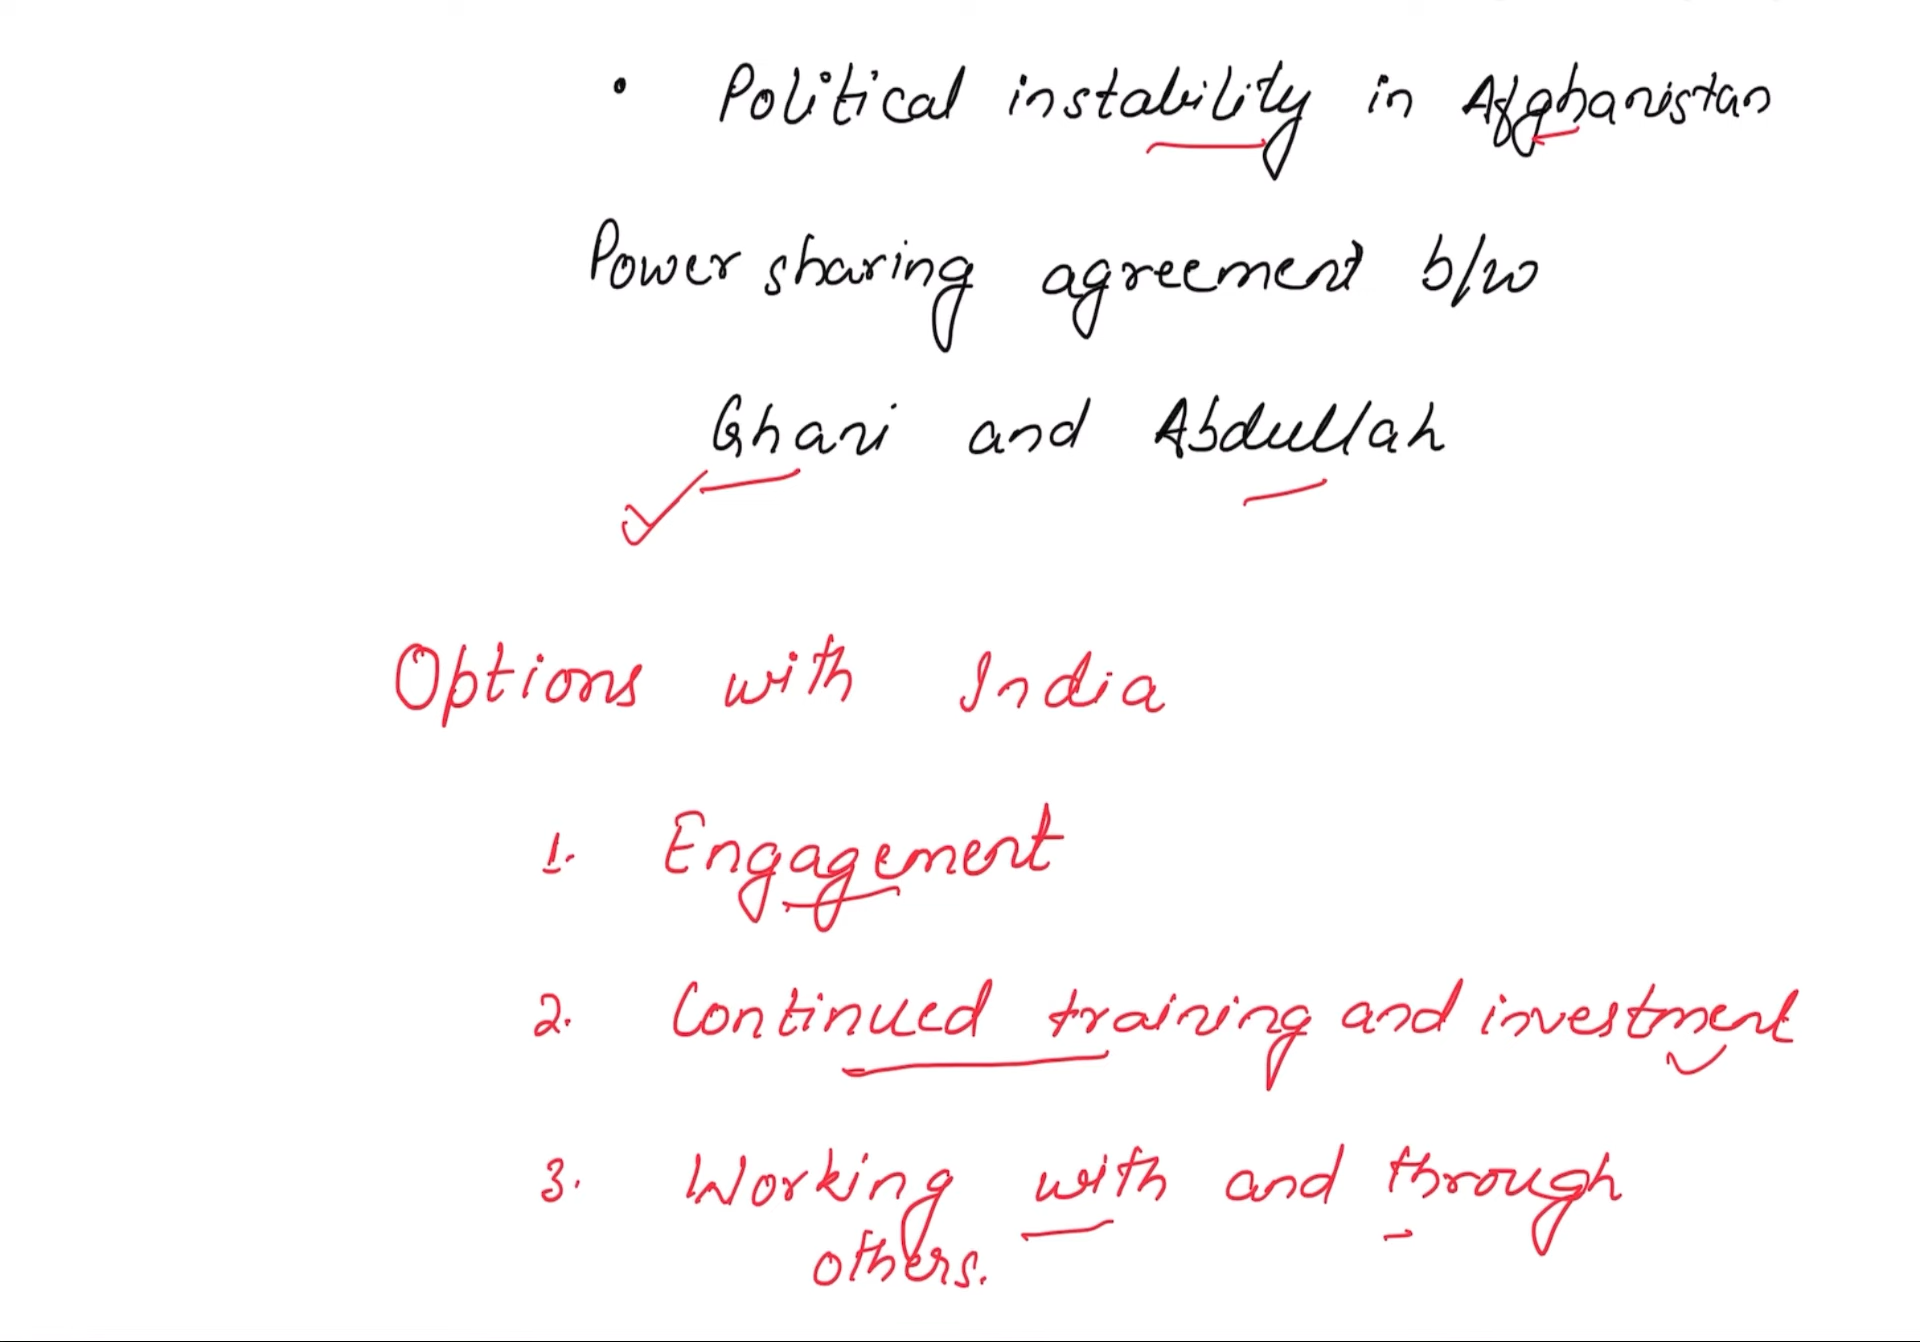 • Political instability in Afghanistan
Power sharing agreement b/w
Ghani and Abdullah
Options with India
1. Engagement
2. Continued training and investment
3. Working with and through
others.